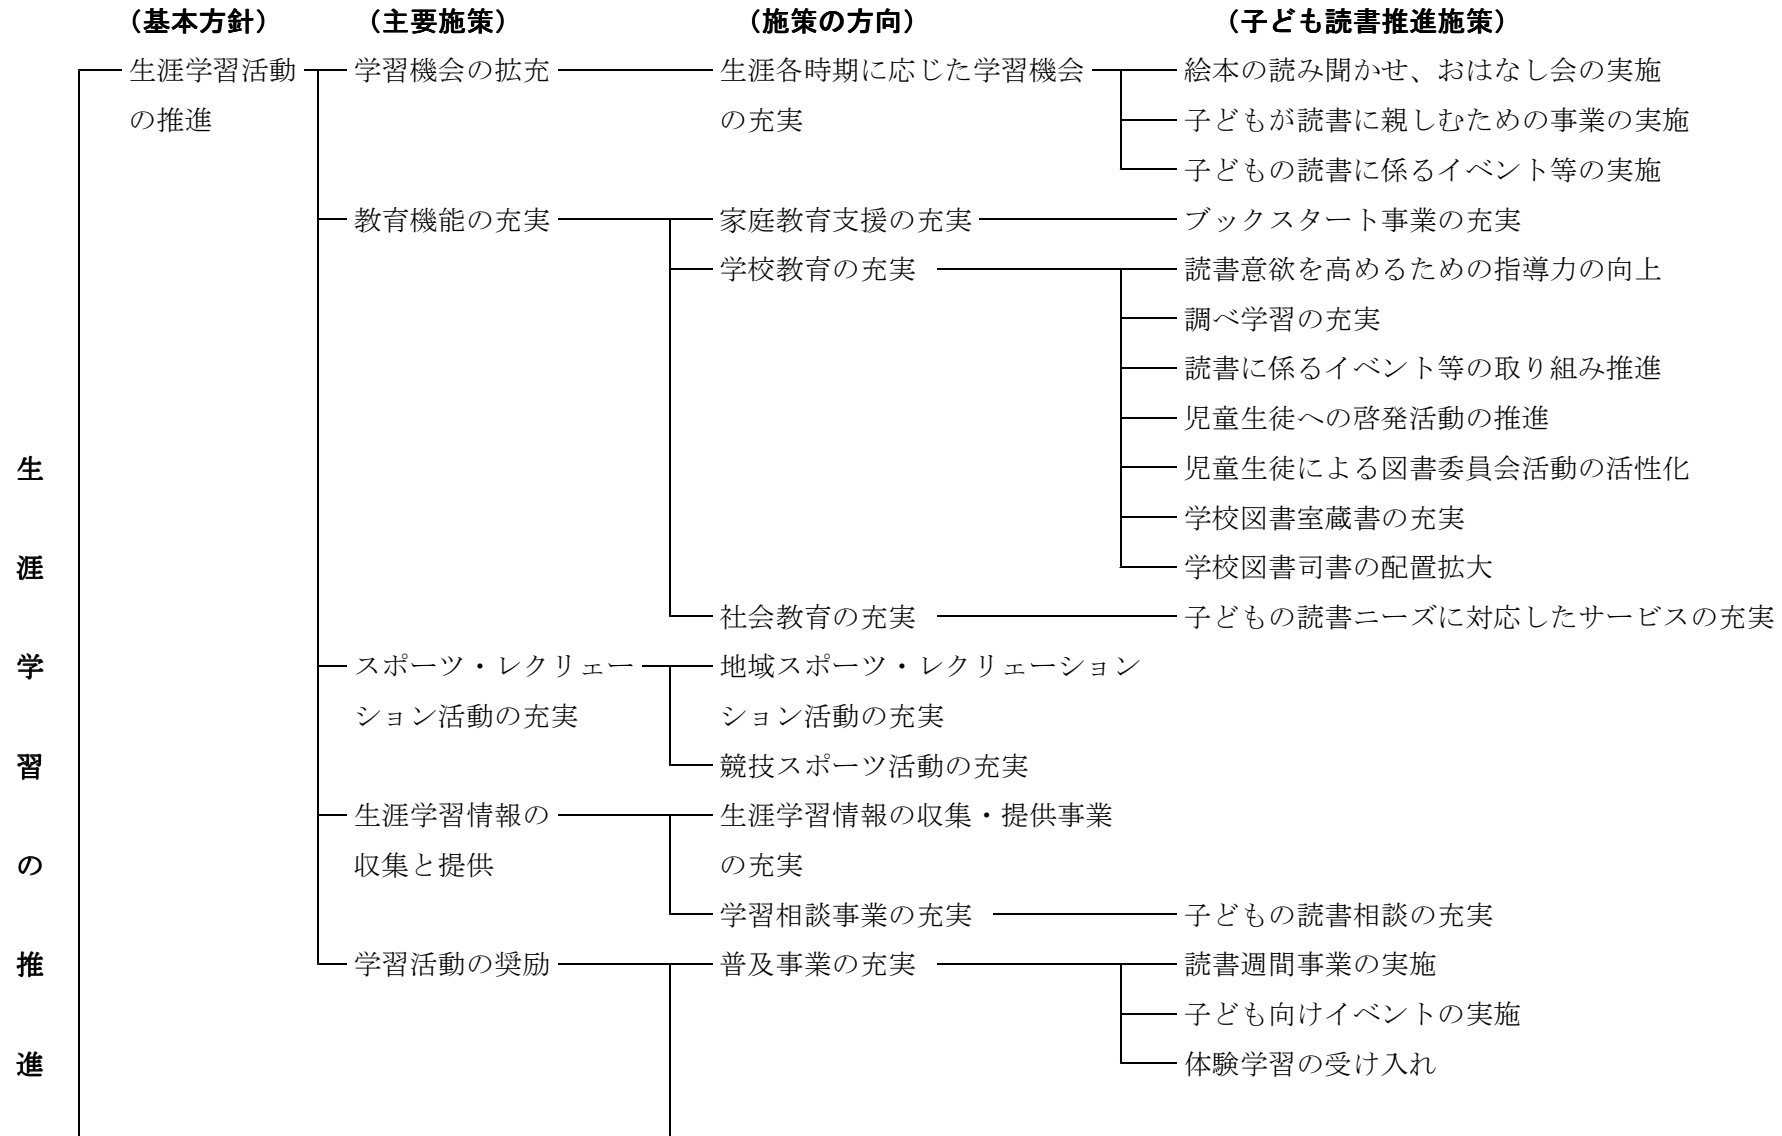 （基本方針） （主要施策） （施策の方向） （子ども読書推進施策）
生涯学習活動 学習機会の拡充 生涯各時期に応じた学習機会 絵本の読み聞かせ、おはなし会の実施
の推進 の充実 子どもが読書に親しむための事業の実施
子どもの読書に係るイベント等の実施
教育機能の充実 家庭教育支援の充実 ブックスタート事業の充実
学校教育の充実 読書意欲を高めるための指導力の向上
調べ学習の充実
読書に係るイベント等の取り組み推進
児童生徒への啓発活動の推進
生 児童生徒による図書委員会活動の活性化
学校図書室蔵書の充実
涯 学校図書司書の配置拡大
社会教育の充実 子どもの読書ニーズに対応したサービスの充実
学 スポーツ・レクリェー 地域スポーツ・レクリェーション
ション活動の充実 ション活動の充実
習 競技スポーツ活動の充実
生涯学習情報の 生涯学習情報の収集・提供事業
の 収集と提供 の充実
学習相談事業の充実 子どもの読書相談の充実
推 学習活動の奨励 普及事業の充実 読書週間事業の実施
子ども向けイベントの実施
進 体験学習の受け入れ